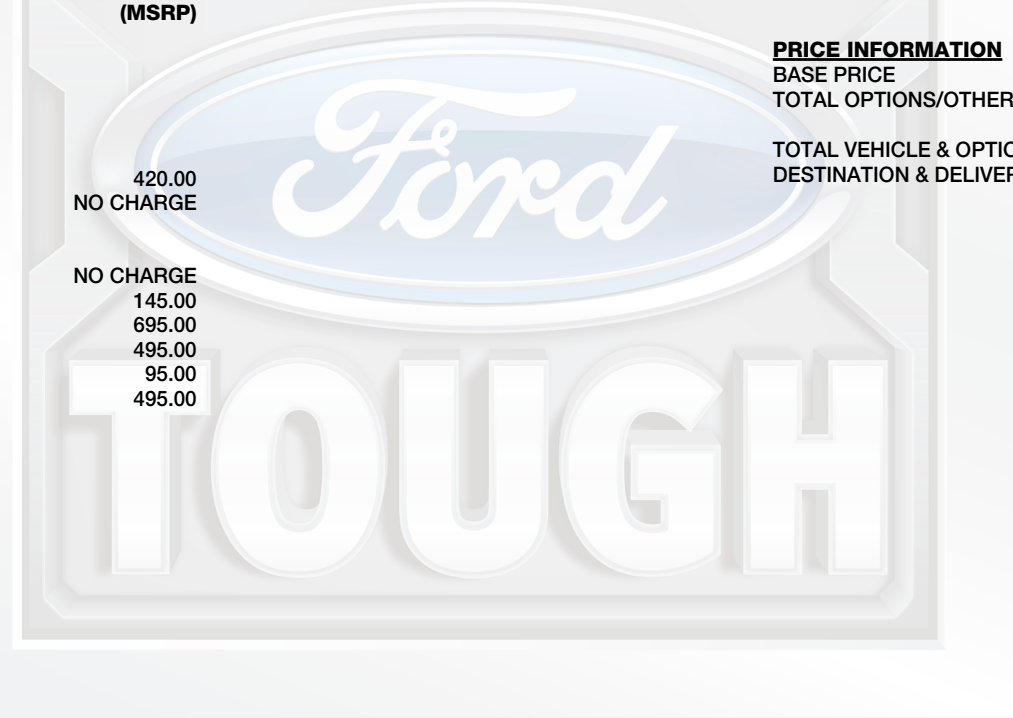 (MSRP)
420.00
NO CHARGE
NO CHARGE
145.00
695.00
495.00
95.00
495.00
PRICE INFORMATION
BASE PRICE
TOTAL OPTIONS/OTHER
TOTAL VEHICLE & OPTIO
DESTINATION & DELIVER
Ford
TOUGH